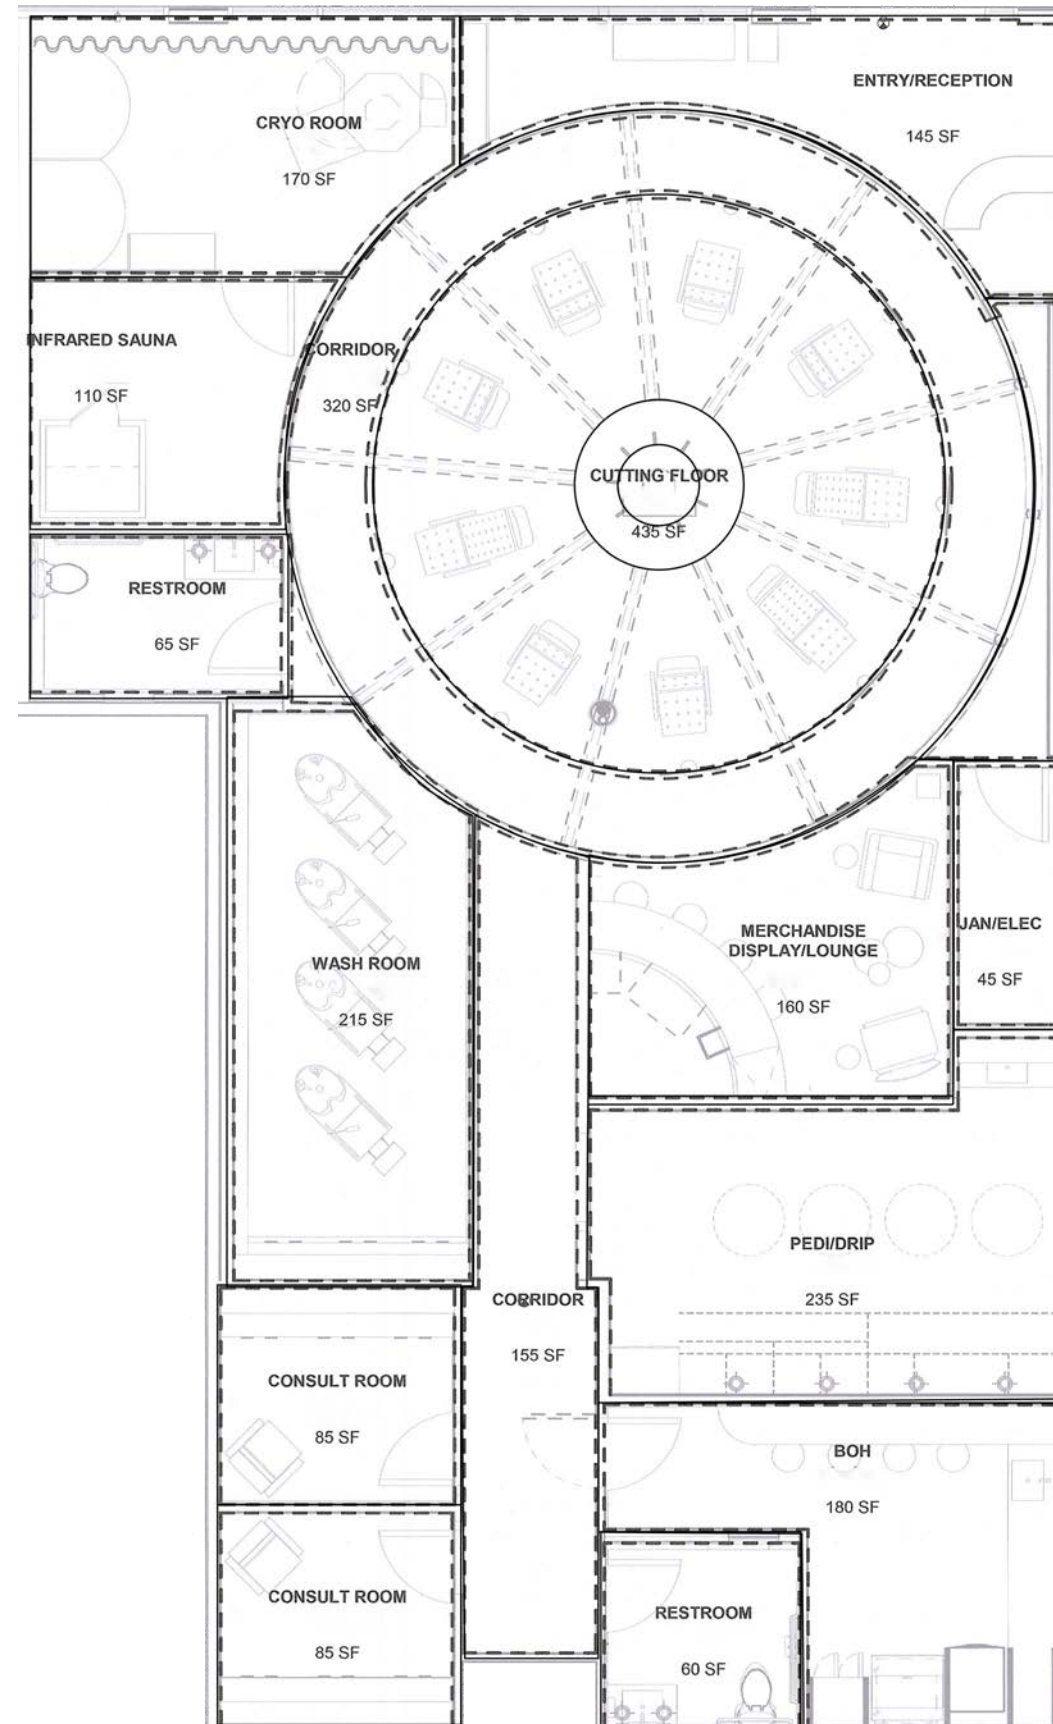 ENTRY/RECEPTION
145 SF
CRYO ROOM
170 SF
INFRARED SAUNA
110 SF
CORRIDOR
320 SF
CUTTING FLOOR
435 SF
RESTROOM
65 SF
WASH ROOM
215 SF
MERCHANDISE
DISPLAY/LOUNGE
160 SF
JAN/ELEC
45 SF
PEDI/DRIP
235 SF
CORRIDOR
155 SF
CONSULT ROOM
85 SF
BOH
180 SF
CONSULT ROOM
85 SF
RESTROOM
60 SF